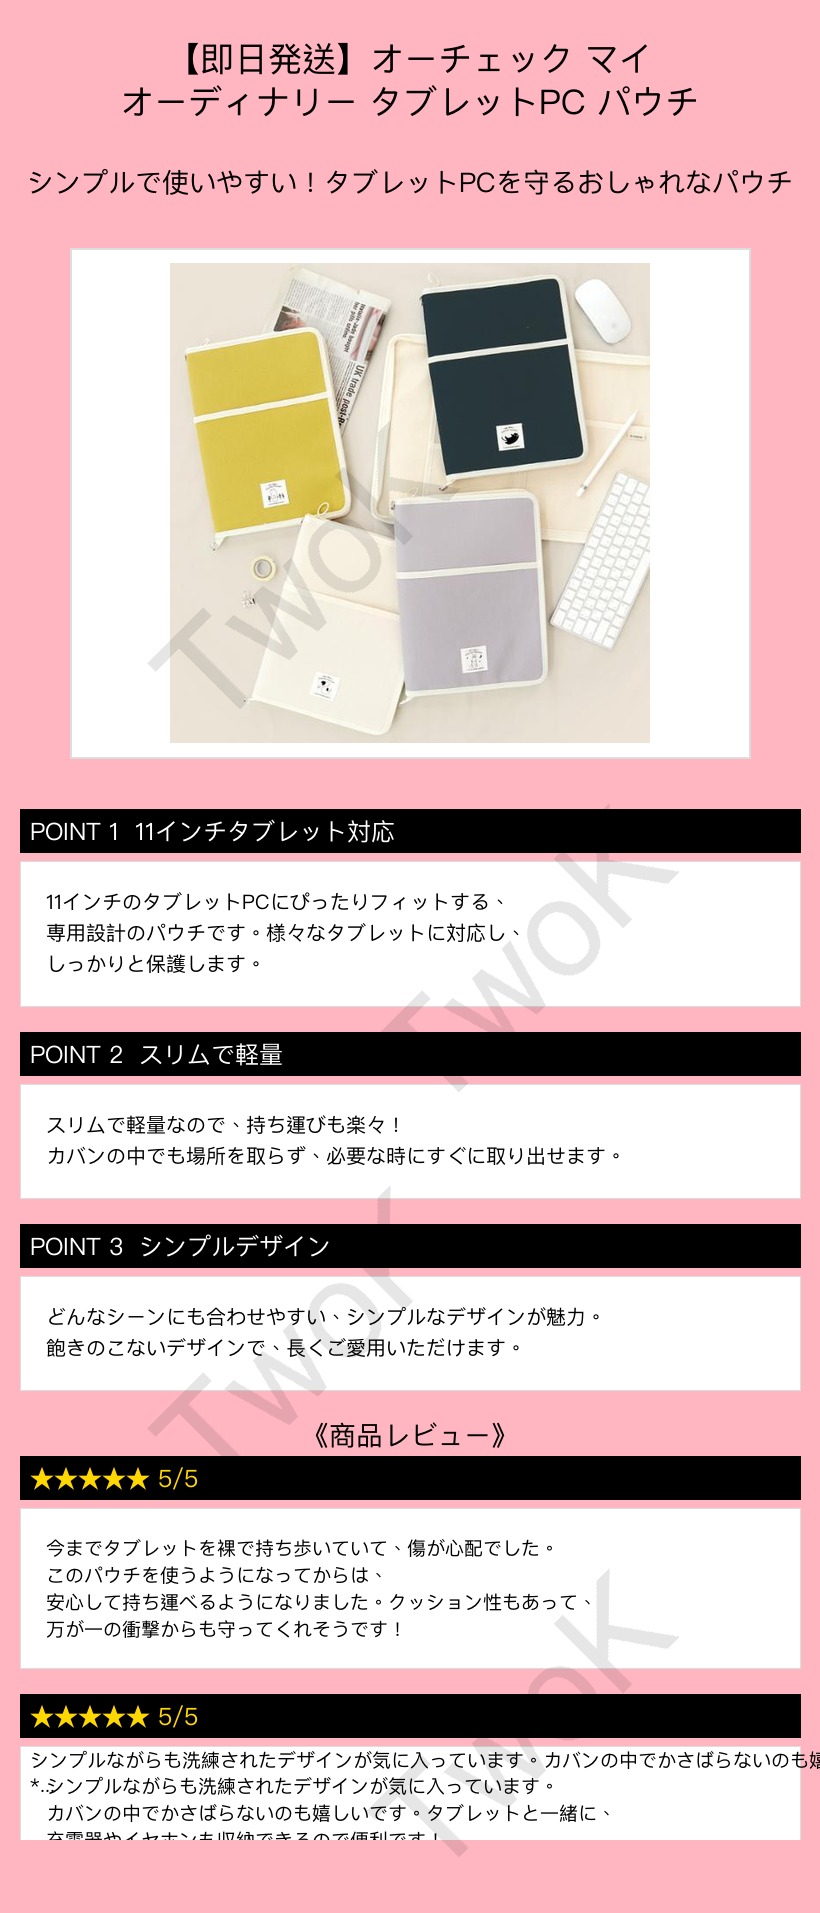 【即日発送】オーチェック マイ
オーディナリー タブレットPC パウチ
シンプルで使いやすい！タブレットPCを守るおしゃれなパウチ
UK trade
TwoK
POINT 1 11インチタブレット対応
11インチのタブレットPCにぴったりフィットする、
専用設計のパウチです。様々なタブレットに対応し、
しっかりと保護します。
TwoK
POINT 2 スリムで軽量
スリムで軽量なので、持ち運びも楽々！
カバンの中でも場所を取らず、必要な時にすぐに取り出せます。
POINT 3 シンプルデザイン
どんなシーンにも合わせやすい、シンプルなデザインが魅力。
飽きのこないデザインで、長くご愛用いただけます。
TwoK
《商品レビュー》
★★★★★ 5/5
今までタブレットを裸で持ち歩いていて、傷が心配でした。
このパウチを使うようになってからは、
安心して持ち運べるようになりました。クッション性もあって、
万が一の衝撃からも守ってくれそうです！
TwoK
★★★★★ 5/5
シンプルながらも洗練されたデザインが気に入っています。カバンの中でかさばらないのも嬉
*.:シンプルながらも洗練されたデザインが気に入っています。
カバンの中でかさばらないのも嬉しいです。タブレットと一緒に、
充電器やイヤホンも収納できるので便利です！